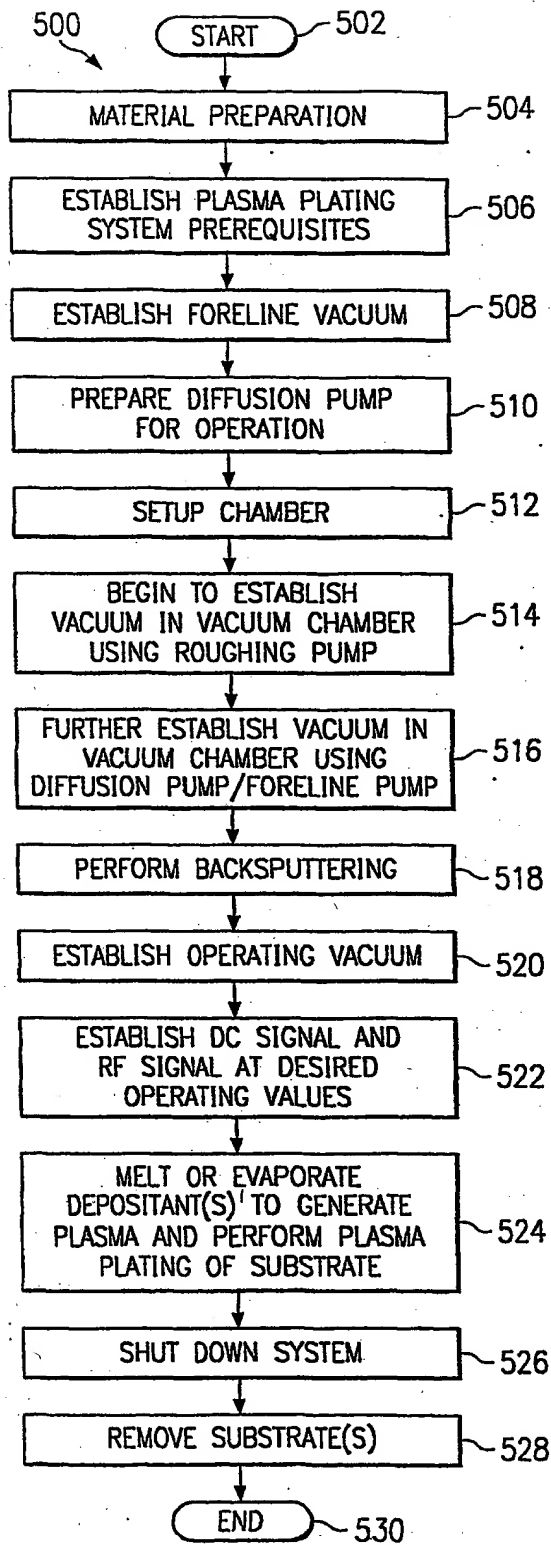 500
START
502
MATERIAL PREPARATION
504
ESTABLISH PLASMA PLATING
SYSTEM PREREQUISITES
506
ESTABLISH FORELINE VACUUM
508
PREPARE DIFFUSION PUMP
FOR OPERATION
510
SETUP CHAMBER
512
BEGIN TO ESTABLISH
VACUUM IN VACUUM CHAMBER
USING ROUGHING PUMP
514
FURTHER ESTABLISH VACUUM IN
VACUUM CHAMBER USING
DIFFUSION PUMP/FORELINE PUMP
516
PERFORM BACKSPUTTERING
518
ESTABLISH OPERATING VACUUM
520
ESTABLISH DC SIGNAL AND
RF SIGNAL AT DESIRED
OPERATING VALUES
522
MELT OR EVAPORATE
DEPOSITANT(S) TO GENERATE
PLASMA AND PERFORM PLASMA
PLATING OF SUBSTRATE
524
SHUT DOWN SYSTEM
526
REMOVE SUBSTRATE(S)
528
END
530